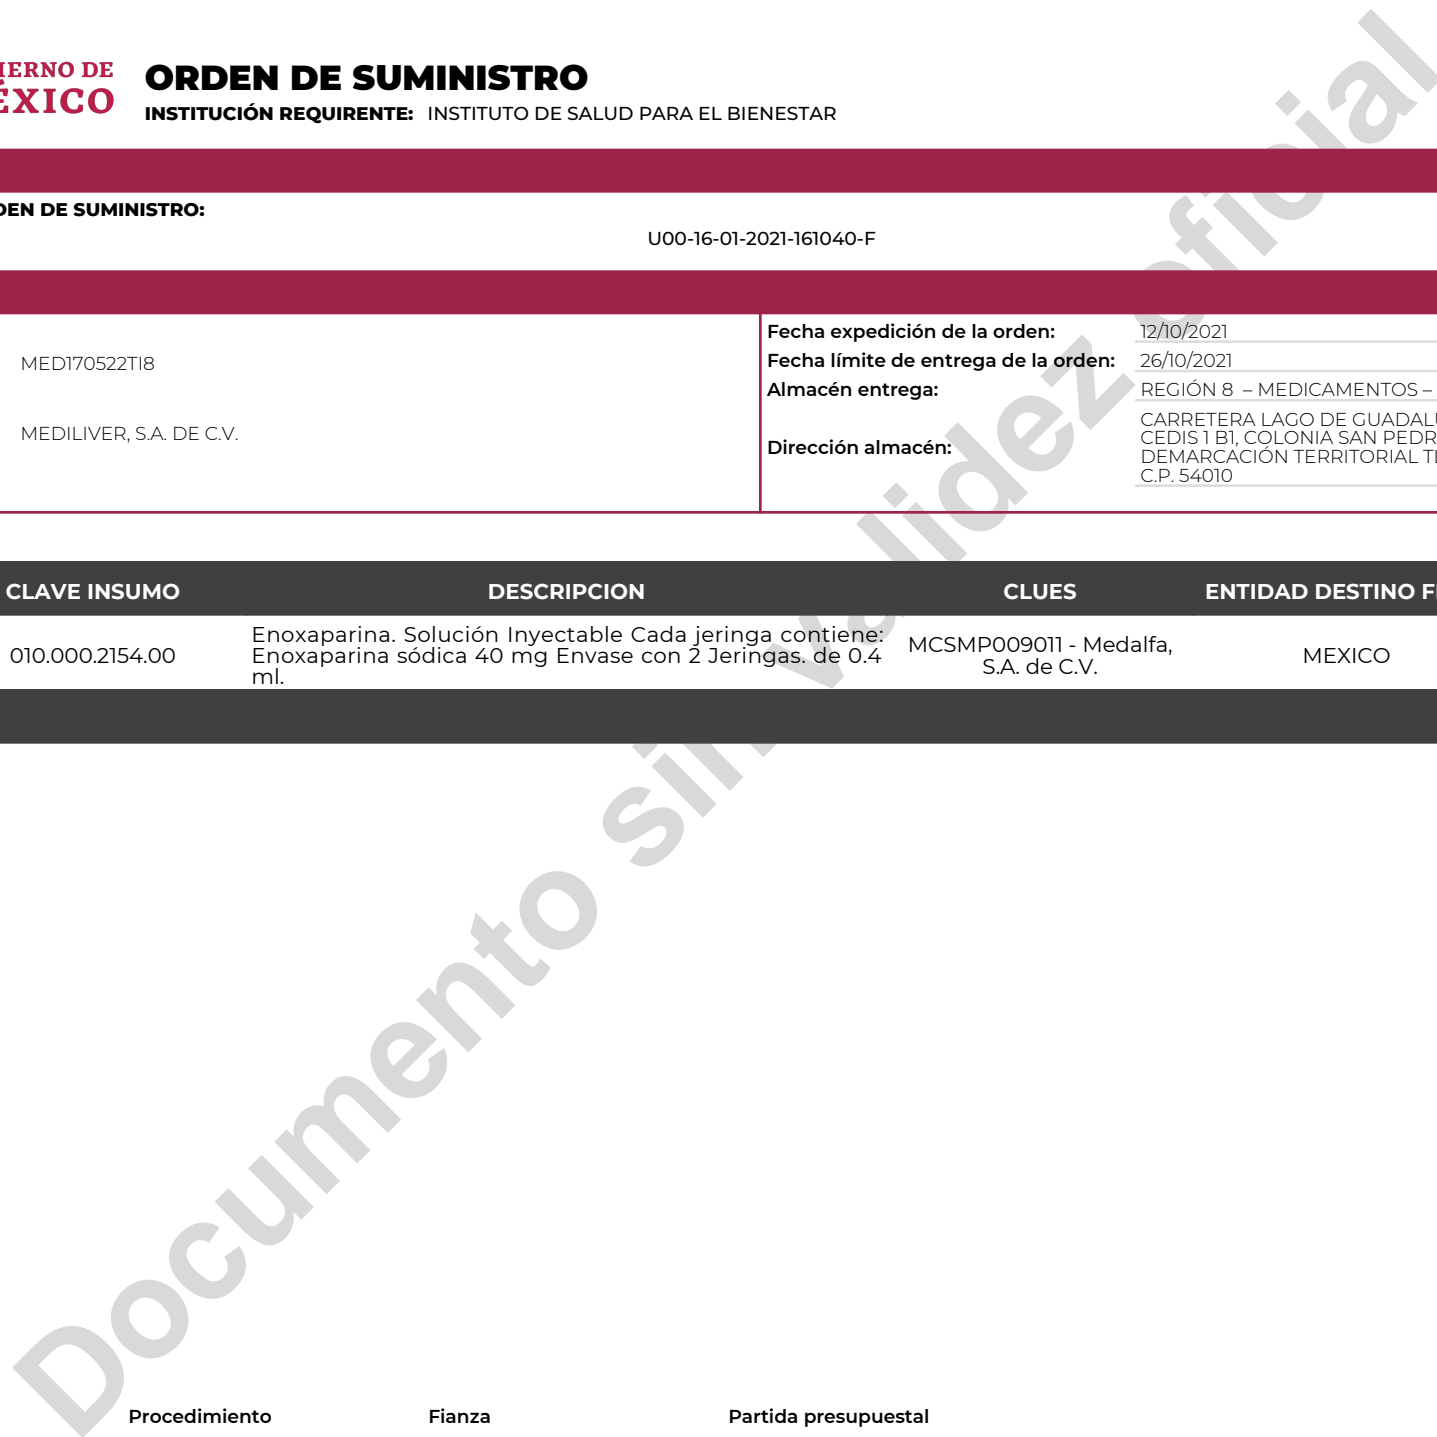 IERNO DE
ÉXICO
ORDEN DE SUMINISTRO
INSTITUCIÓN REQUIRENTE: INSTITUTO DE SALUD PARA EL BIENESTAR
DEN DE SUMINISTRO:
U00-16-01-2021-161040-F
MED170522TI8
MEDILIVER, S.A. DE C.V.
Fecha expedición de la orden: 12/10/2021
Fecha límite de entrega de la orden: 26/10/2021
Almacén entrega: REGIÓN 8 – MEDICAMENTOS –
Dirección almacén:
CARRETERA LAGO DE GUADALU
CEDIS 1 B1, COLONIA SAN PEDR
DEMARCACIÓN TERRITORIAL TL
C.P. 54010
CLAVE INSUMO DESCRIPCION CLUES ENTIDAD DESTINO FI
010.000.2154.00
Enoxaparina. Solución Inyectable Cada jeringa contiene:
Enoxaparina sódica 40 mg Envase con 2 Jeringas. de 0.4
ml.
MCSMP009011 - Medalfa,
S.A. de C.V.
MEXICO
Documento sin validez oficial
Procedimiento Fianza Partida presupuestal